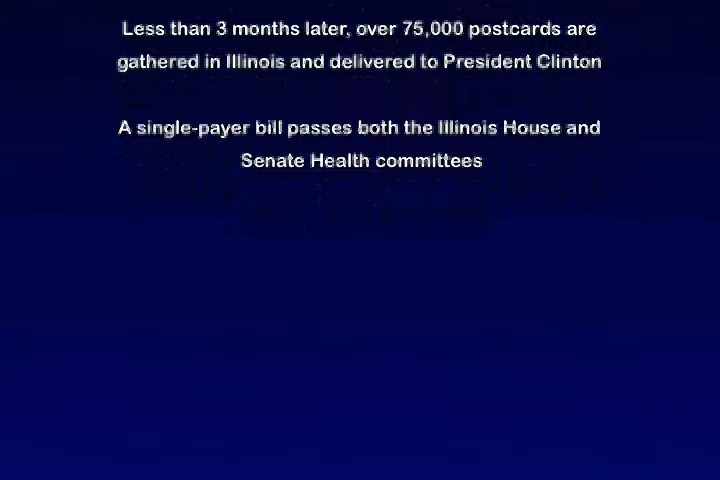 Less than 3 months later, over 75,000 postcards are
gathered in Illinois and delivered to President Clinton
A single-payer bill passes both the Illinois House and
Senate Health committees